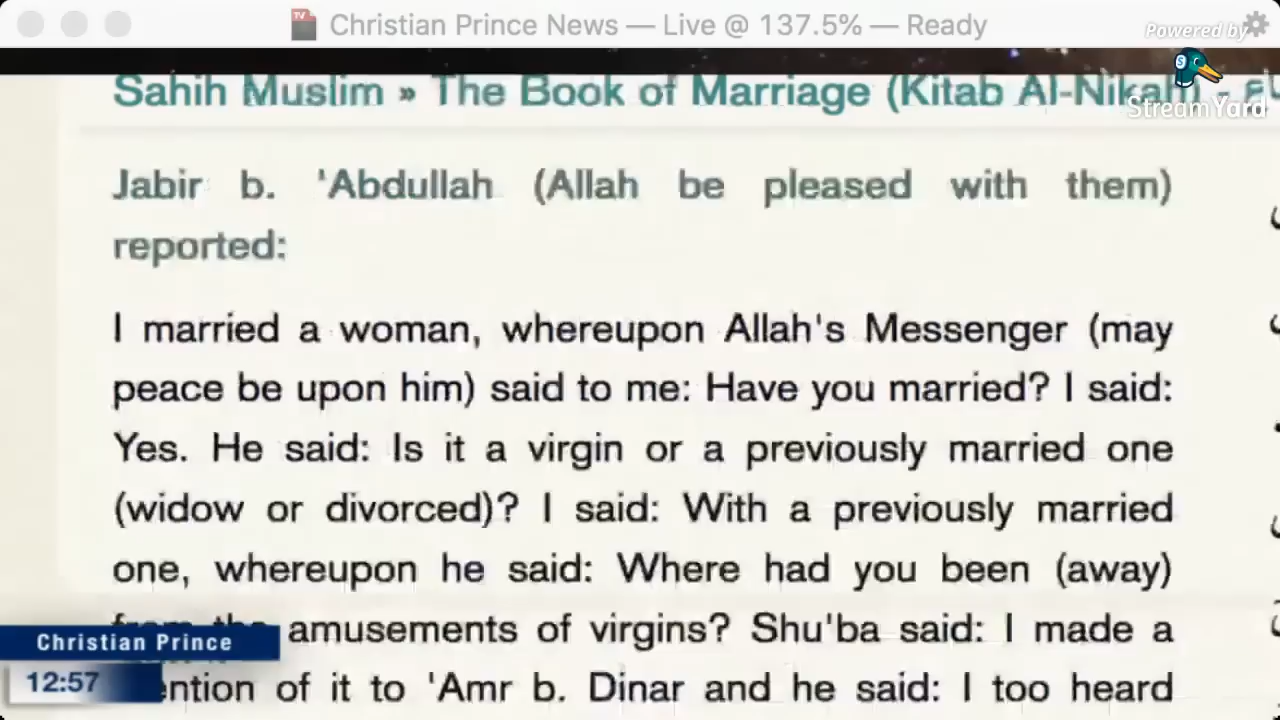 Christian Prince News — Live @ 137.5% — Ready
Powered by
StreamYard
Sahih Muslim » The Book of Marriage (Kitab Al-Nikah -
Jabir b. 'Abdullah (Allah be pleased with them)
reported:
I married a woman, whereupon Allah's Messenger (may
peace be upon him) said to me: Have you married? I said:
Yes. He said: Is it a virgin or a previously married one
(widow or divorced)? I said: With a previously married
one, whereupon he said: Where had you been (away)
from the amusements of virgins? Shu'ba said: I made a
ention of it to 'Amr b. Dinar and he said: I too heard
Christian Prince
12:57